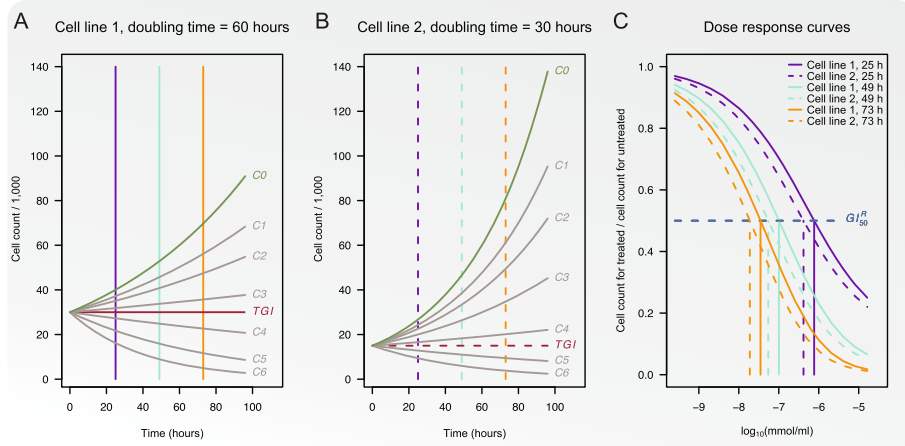 A
Cell line 1, doubling time = 60 hours
Cell count / 1,000
140
120
100
80
60
40
20
0
C0
C1
C2
C3
TGI
C4
C5
C6
0 20 40 60 80 100
Time (hours)
B
Cell line 2, doubling time = 30 hours
Cell count / 1,000
140
120
100
80
60
40
20
0
C0
C1
C2
C3
C4
TGI
C5
C6
0 20 40 60 80 100
Time (hours)
C
Dose response curves
Cell count for treated / cell count for untreated
1.0
0.8
0.6
0.4
0.2
0.0
Cell line 1, 25 h
Cell line 2, 25 h
Cell line 1, 49 h
Cell line 2, 49 h
Cell line 1, 73 h
Cell line 2, 73 h
GI^R_50
−9 −8 −7 −6 −5
log₁₀(mmol/ml)